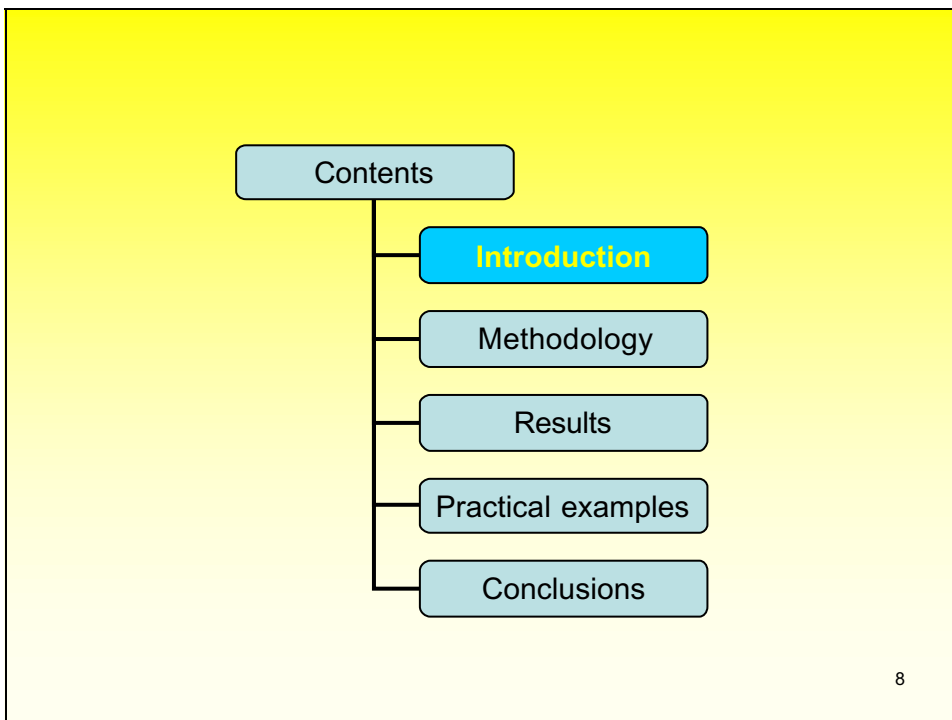 Contents
Introduction
Methodology
Results
Practical examples
Conclusions
8